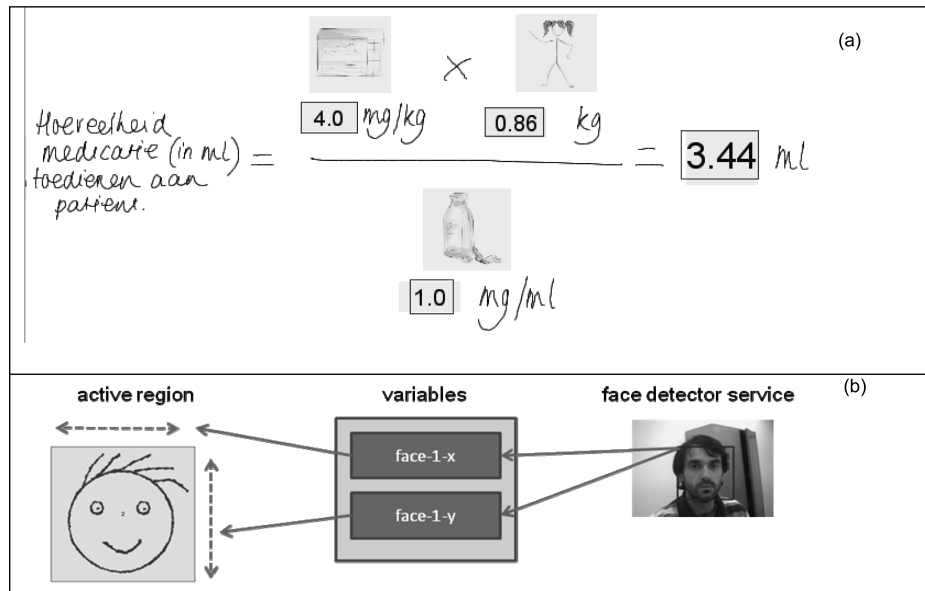 (a)
×
4.0 mg/kg 0.86 kg
Hoeveelheid
medicatie (in ml) = = 3.44 ml
toedienen aan
patient.
1.0 mg/ml
(b)
active region variables face detector service
face-1-x
face-1-y